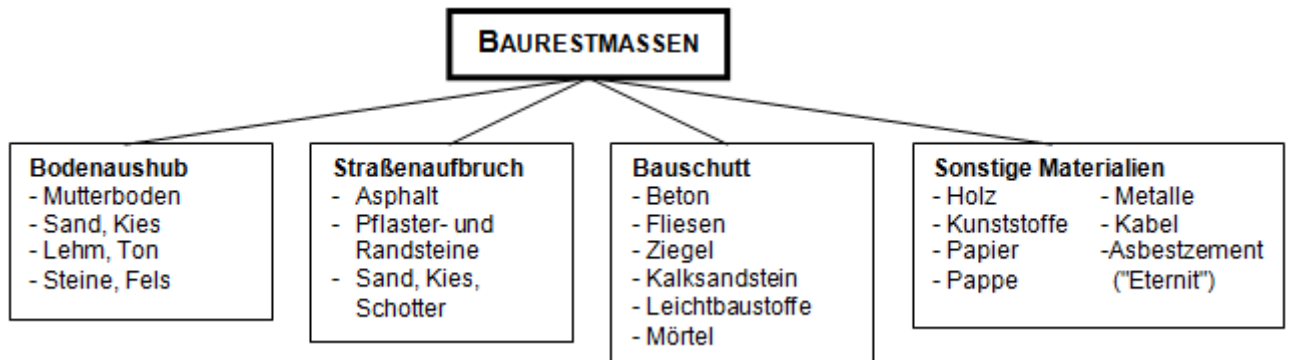 BAURESTMASSEN
Bodenaushub
- Mutterboden
- Sand, Kies
- Lehm, Ton
- Steine, Fels
Straßenaufbruch
- Asphalt
- Pflaster- und
Randsteine
- Sand, Kies,
Schotter
Bauschutt
- Beton
- Fliesen
- Ziegel
- Kalksandstein
- Leichtbaustoffe
- Mörtel
Sonstige Materialien
- Holz
- Kunststoffe
- Papier
- Pappe
- Metalle
- Kabel
-Asbestzement
("Eternit")